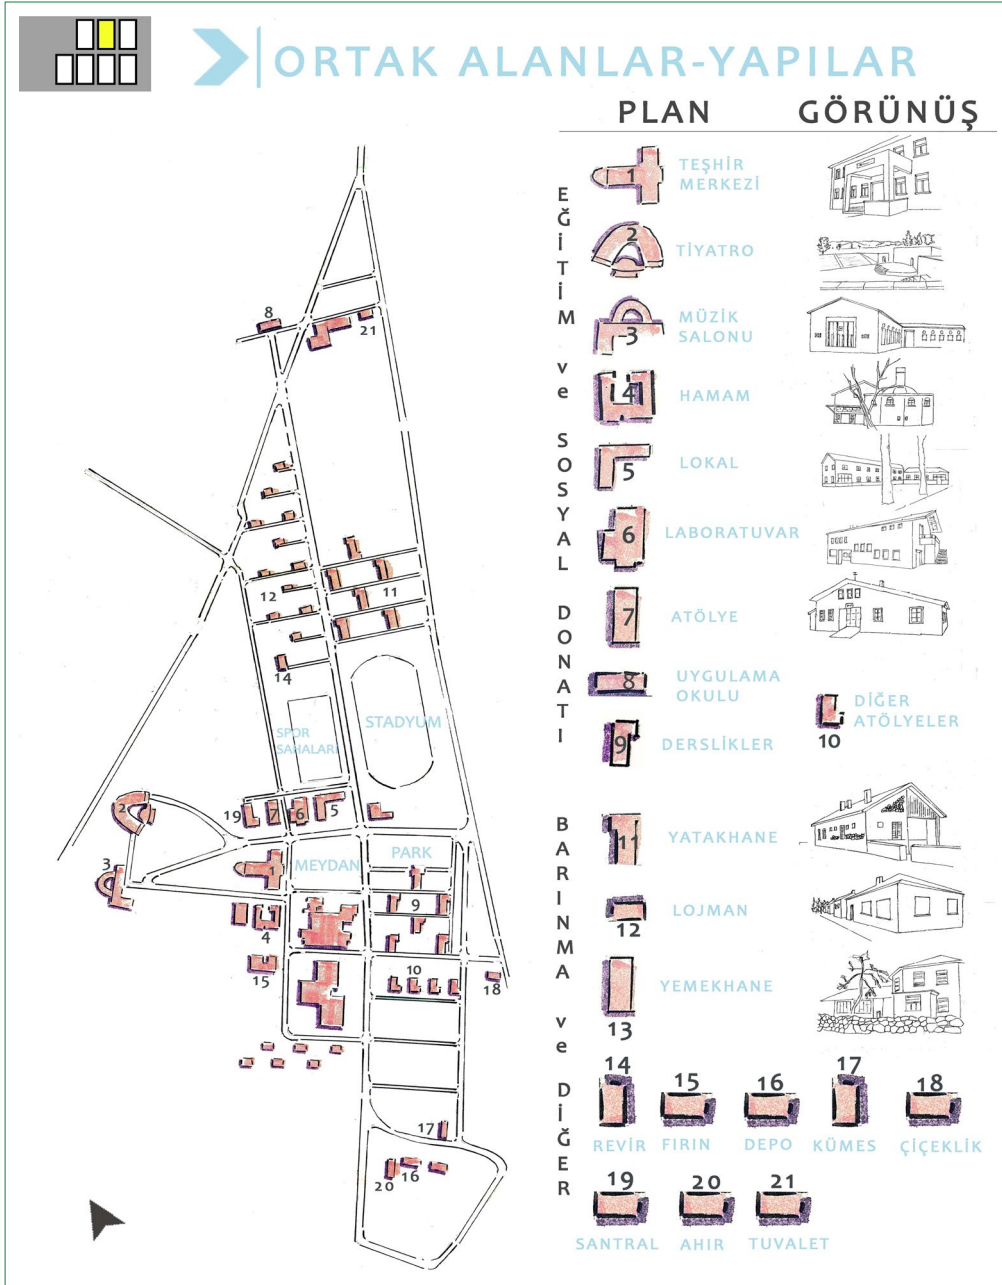 ORTAK ALANLAR-YAPILAR
PLAN
GÖRÜNÜŞ
EĞİTİM ve SOSYAL DONATI
1
TEŞHİR
MERKEZİ
2
TİYATRO
3
MÜZİK
SALONU
4
HAMAM
5
LOKAL
6
LABORATUVAR
7
ATÖLYE
8
UYGULAMA
OKULU
9
DERSLİKLER
10
DİĞER
ATÖLYELER
BARINMA ve DİĞER
11
YATAKHANE
12
LOJMAN
13
YEMEKHANE
14
REVİR
15
FIRIN
16
DEPO
17
KÜMES
18
ÇİÇEKLİK
19
SANTRAL
20
AHIR
21
TUVALET
8
21
12
11
14
SPOR
SAHALARI
STADYUM
2
19
7
6
5
3
1
MEYDAN
PARK
9
4
15
10
18
17
20
16